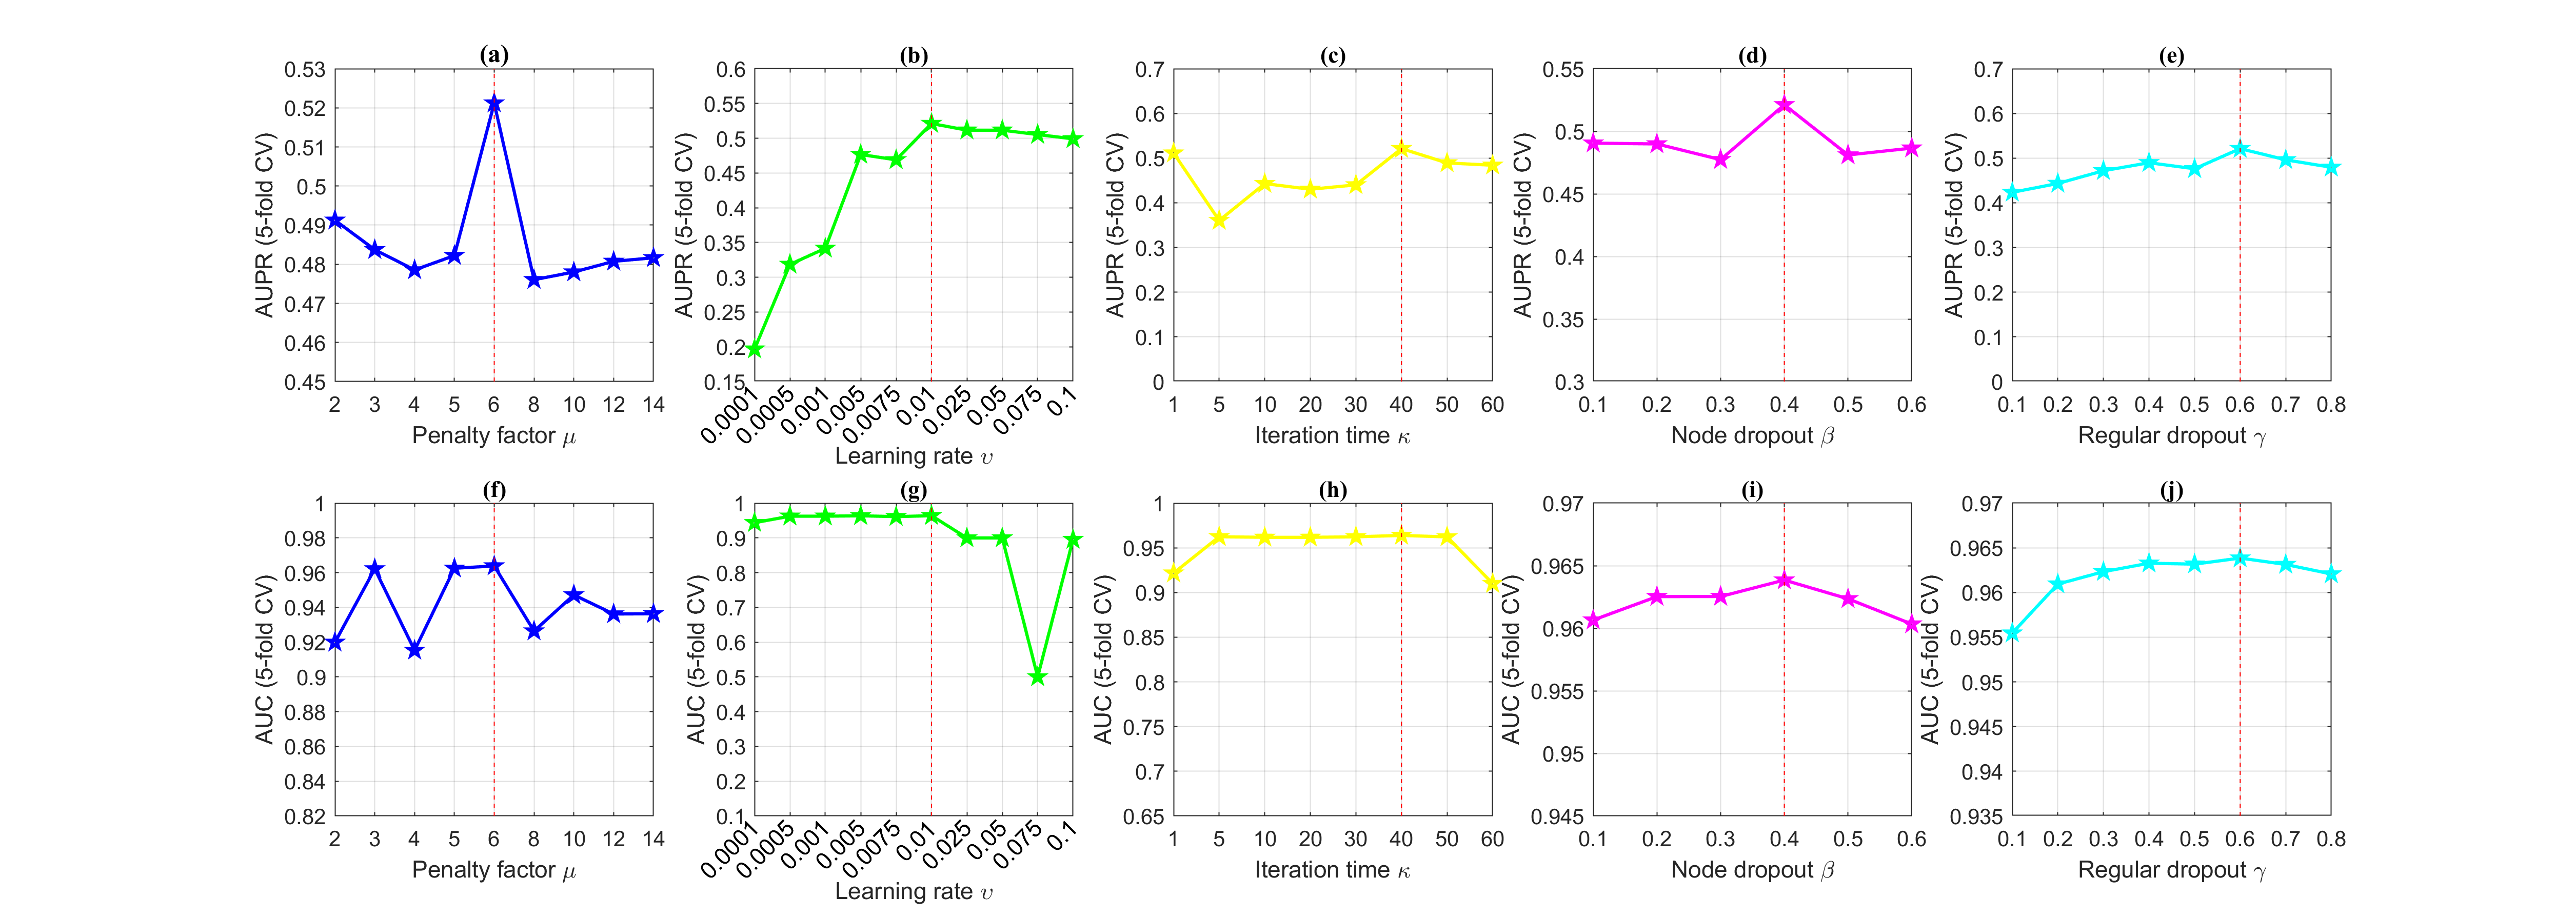 (a)
0.53
0.52
0.51
0.5
0.49
0.48
0.47
0.46
0.45
AUPR (5-fold CV)
2 3 4 5 6 8 10 12 14
Penalty factor μ
(b)
0.6
0.55
0.5
0.45
0.4
0.35
0.3
0.25
0.2
0.15
AUPR (5-fold CV)
0.0001 0.0005 0.001 0.005 0.0075 0.01 0.025 0.05 0.075 0.1
Learning rate υ
(c)
0.7
0.6
0.5
0.4
0.3
0.2
0.1
0
AUPR (5-fold CV)
1 5 10 20 30 40 50 60
Iteration time κ
(d)
0.55
0.5
0.45
0.4
0.35
0.3
AUPR (5-fold CV)
0.1 0.2 0.3 0.4 0.5 0.6
Node dropout β
(e)
0.7
0.6
0.5
0.4
0.3
0.2
0.1
0
AUPR (5-fold CV)
0.1 0.2 0.3 0.4 0.5 0.6 0.7 0.8
Regular dropout γ
(f)
1
0.98
0.96
0.94
0.92
0.9
0.88
0.86
0.84
0.82
AUC (5-fold CV)
2 3 4 5 6 8 10 12 14
Penalty factor μ
(g)
1
0.9
0.8
0.7
0.6
0.5
0.4
0.3
0.2
0.1
AUC (5-fold CV)
0.0001 0.0005 0.001 0.005 0.0075 0.01 0.025 0.05 0.075 0.1
Learning rate υ
(h)
1
0.95
0.9
0.85
0.8
0.75
0.7
0.65
AUC (5-fold CV)
1 5 10 20 30 40 50 60
Iteration time κ
(i)
0.97
0.965
0.96
0.955
0.95
0.945
AUC (5-fold CV)
0.1 0.2 0.3 0.4 0.5 0.6
Node dropout β
(j)
0.97
0.965
0.96
0.955
0.95
0.945
0.94
0.935
AUC (5-fold CV)
0.1 0.2 0.3 0.4 0.5 0.6 0.7 0.8
Regular dropout γ